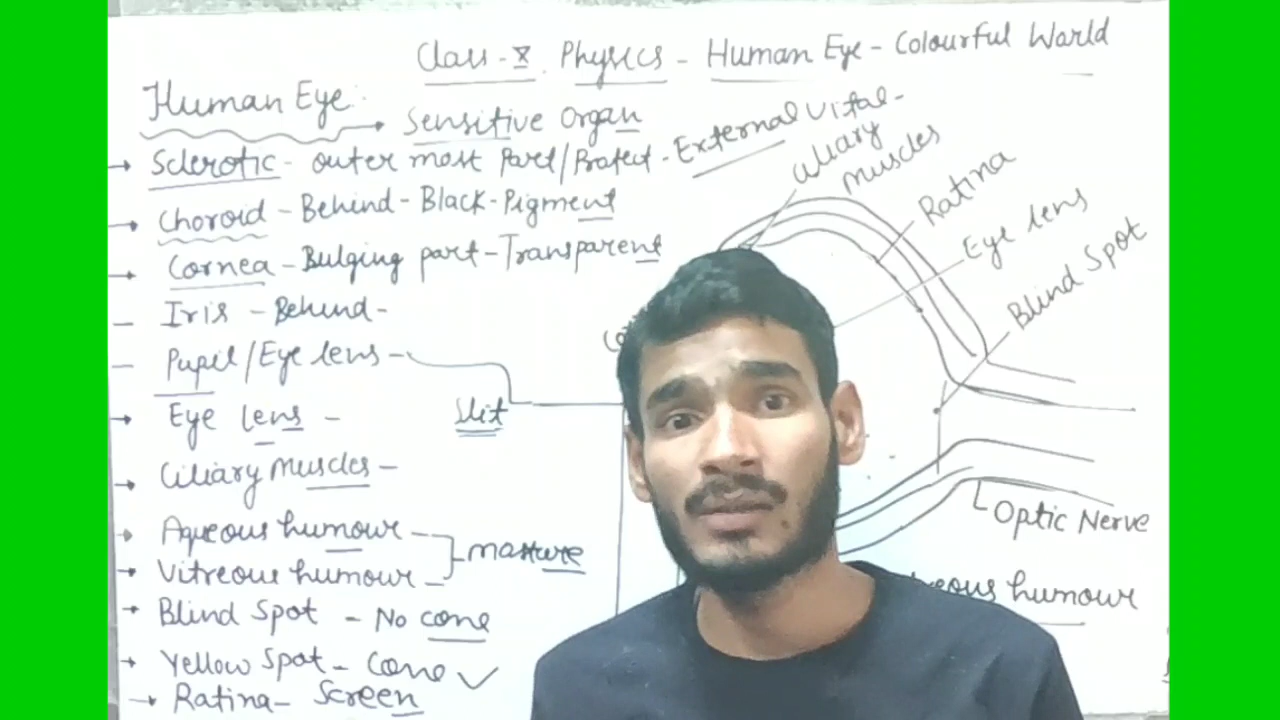 Class - X Physics - Human Eye - Colourful World
Human Eye
Sensitive Organ
Sclerotic - outer most Part/Protect - External Vital -
Choroid - Behind - Black - Pigment
Cornea - Bulging part - Transparent
Iris - Behind -
Pupil / Eye lens -
Slit
Eye lens -
Ciliary Muscles -
Aqueous humour -
Vitreous humour -
Blind Spot - No cone
Yellow Spot - Cone ✓
Ratina - Screen
Ciliary
Muscles
Ratina
Eye lens
Blind Spot
Optic Nerve
humour